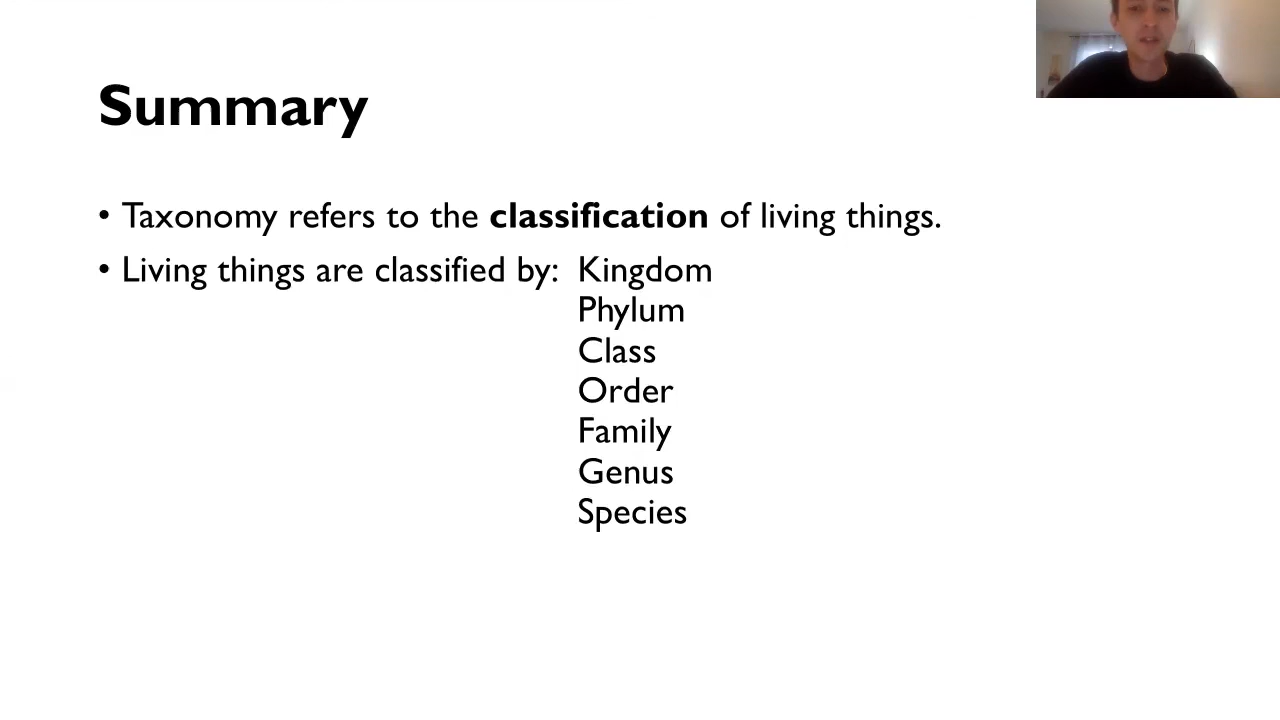 Summary
• Taxonomy refers to the classification of living things.
• Living things are classified by: Kingdom
Phylum
Class
Order
Family
Genus
Species